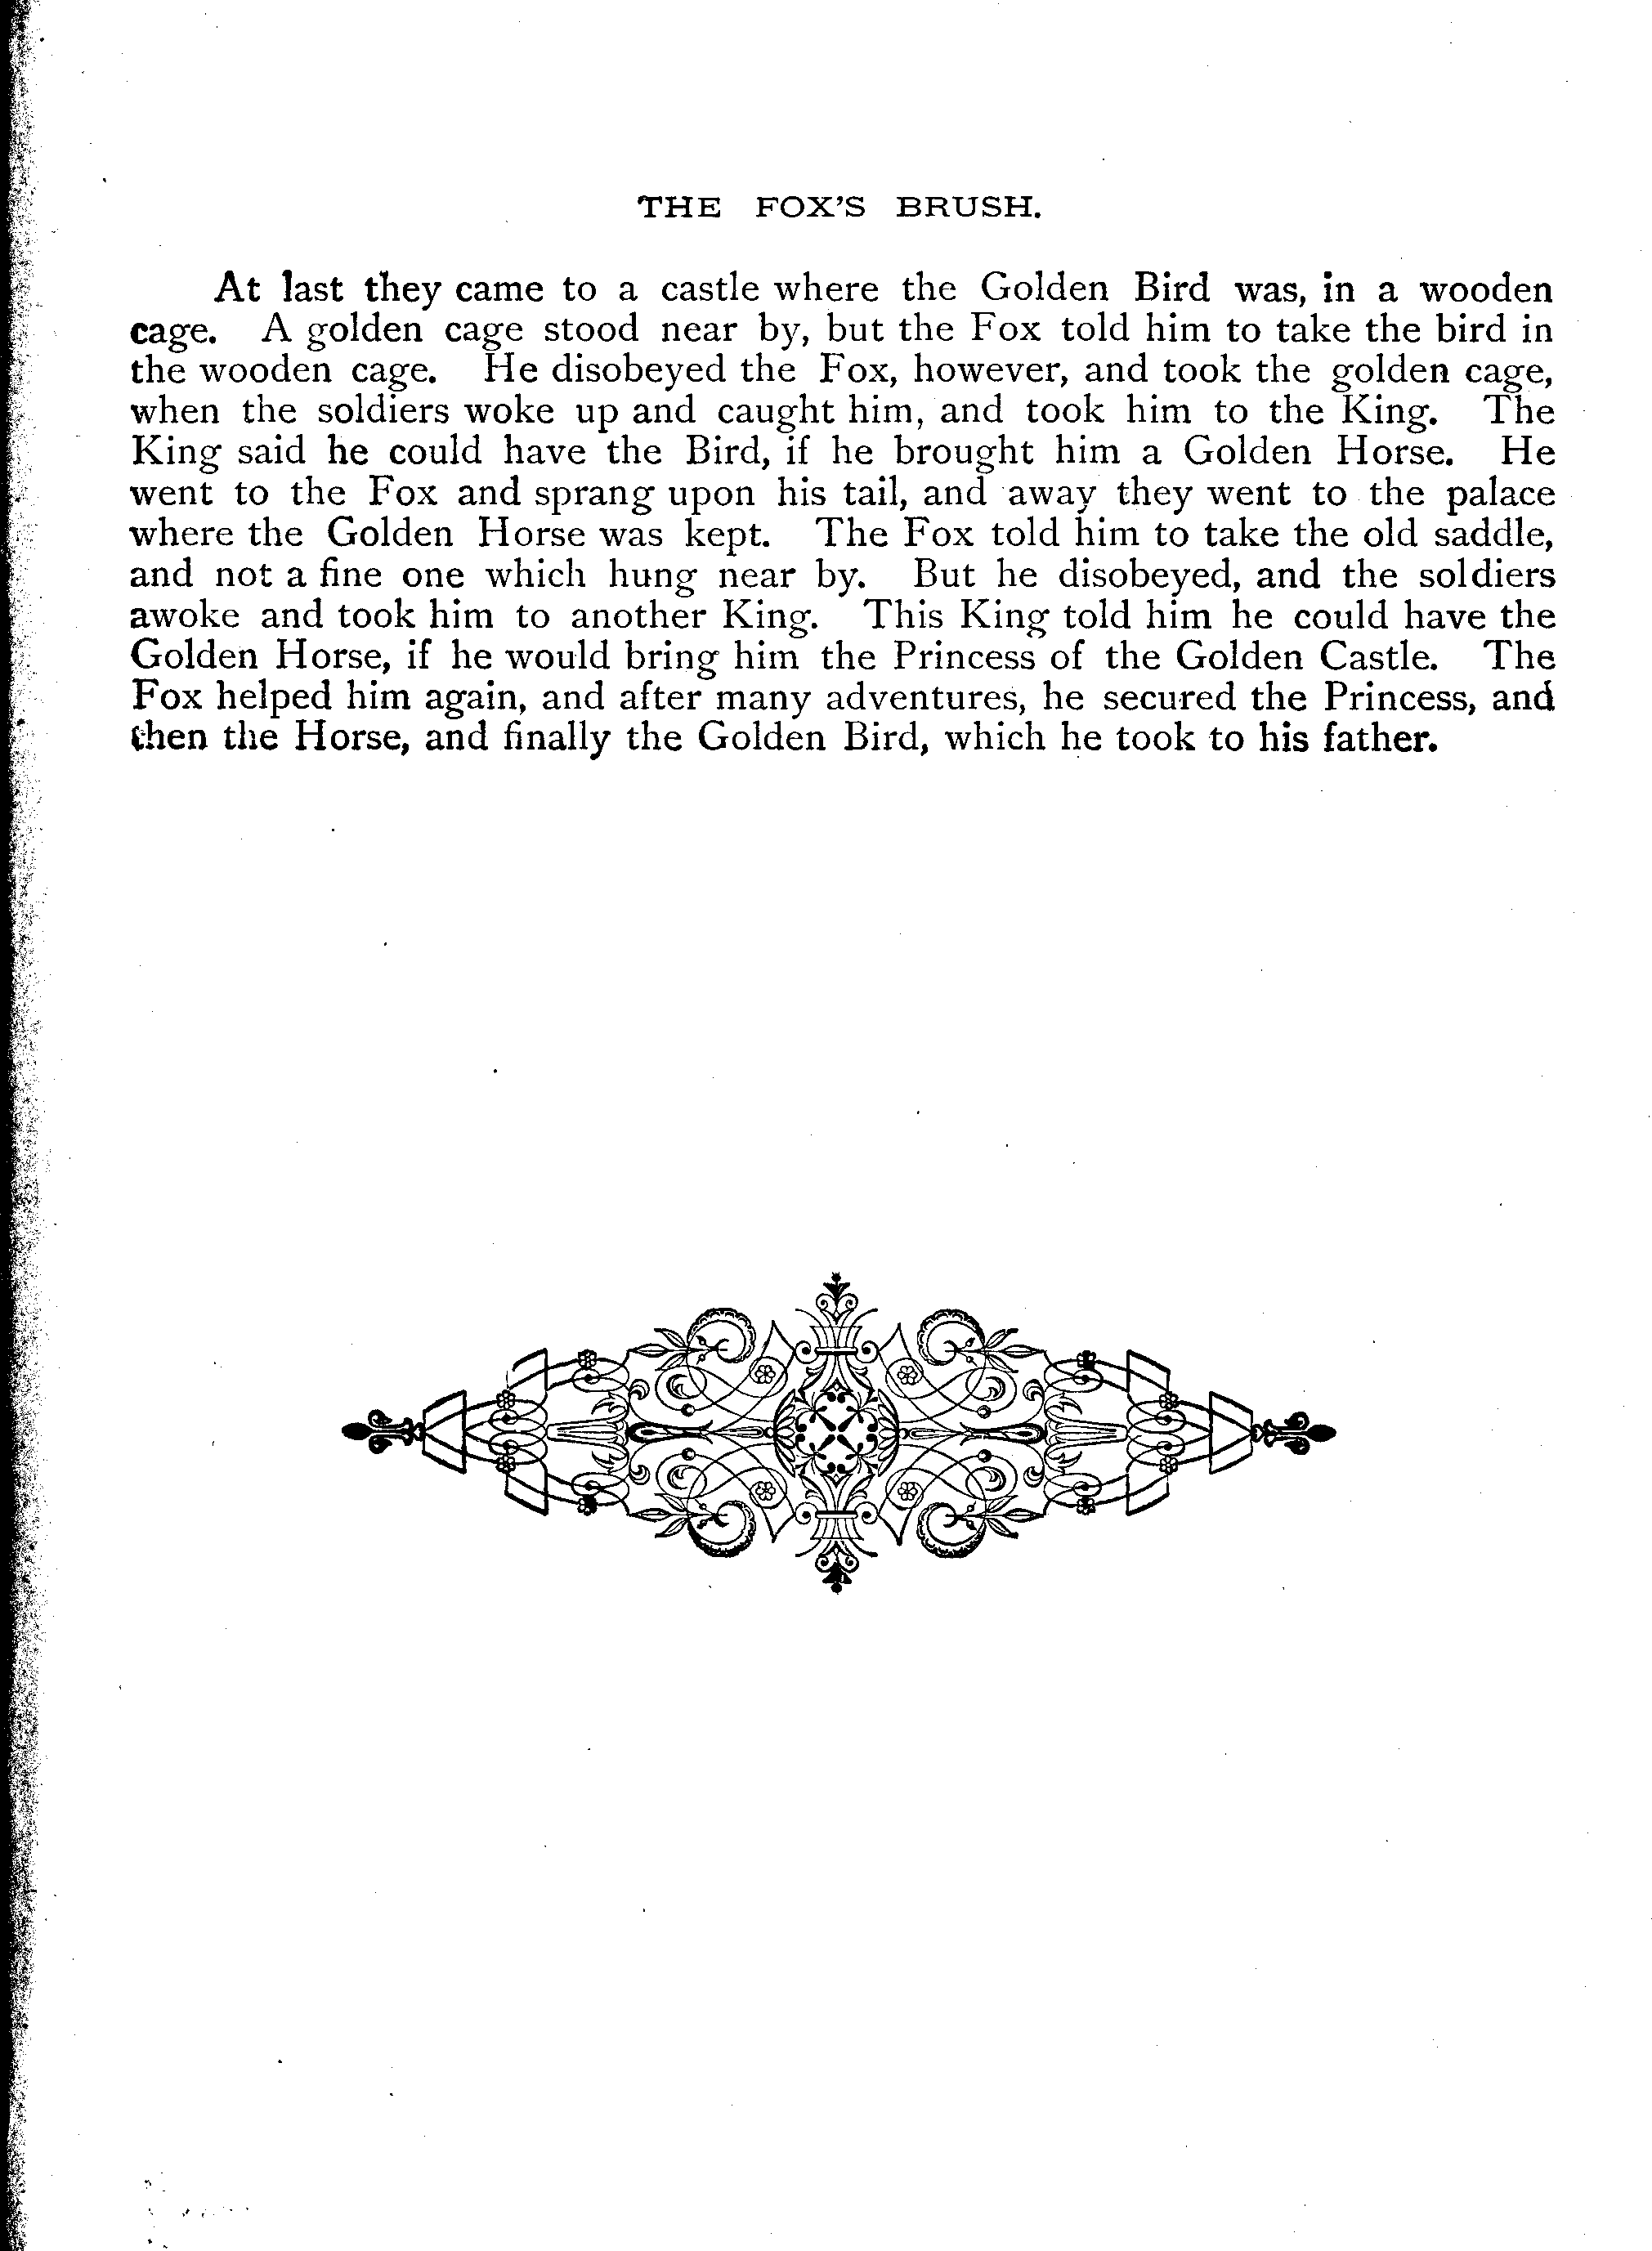 THE FOX'S BRUSH.
At last they came to a castle where the Golden Bird was, in a wooden
cage. A golden cage stood near by, but the Fox told him to take the bird in
the wooden cage. He disobeyed the Fox, however, and took the golden cage,
when the soldiers woke up and caught him, and took him to the King. The
King said he could have the Bird, if he brought him a Golden Horse. He
went to the Fox and sprang upon his tail, and away they went to the palace
where the Golden Horse was kept. The Fox told him to take the old saddle,
and not a fine one which hung near by. But he disobeyed, and the soldiers
awoke and took him to another King. This King told him he could have the
Golden Horse, if he would bring him the Princess of the Golden Castle. The
Fox helped him again, and after many adventures, he secured the Princess, and
then the Horse, and finally the Golden Bird, which he took to his father.